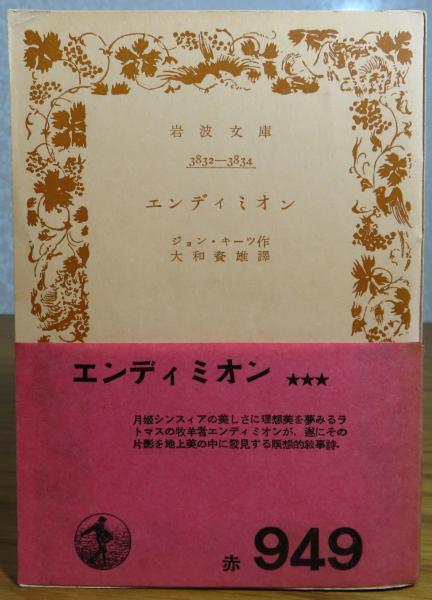 岩波文庫
3832—3834
エンディミオン
ジョン・キーツ作
大和資雄譯
エンディミオン ★★★
月姫シンスィアの美しさに理想美を夢みるラ
トマスの牧羊者エンディミオンが、遂にその
片影を地上美の中に發見する瞑想的敍事詩．
赤 949